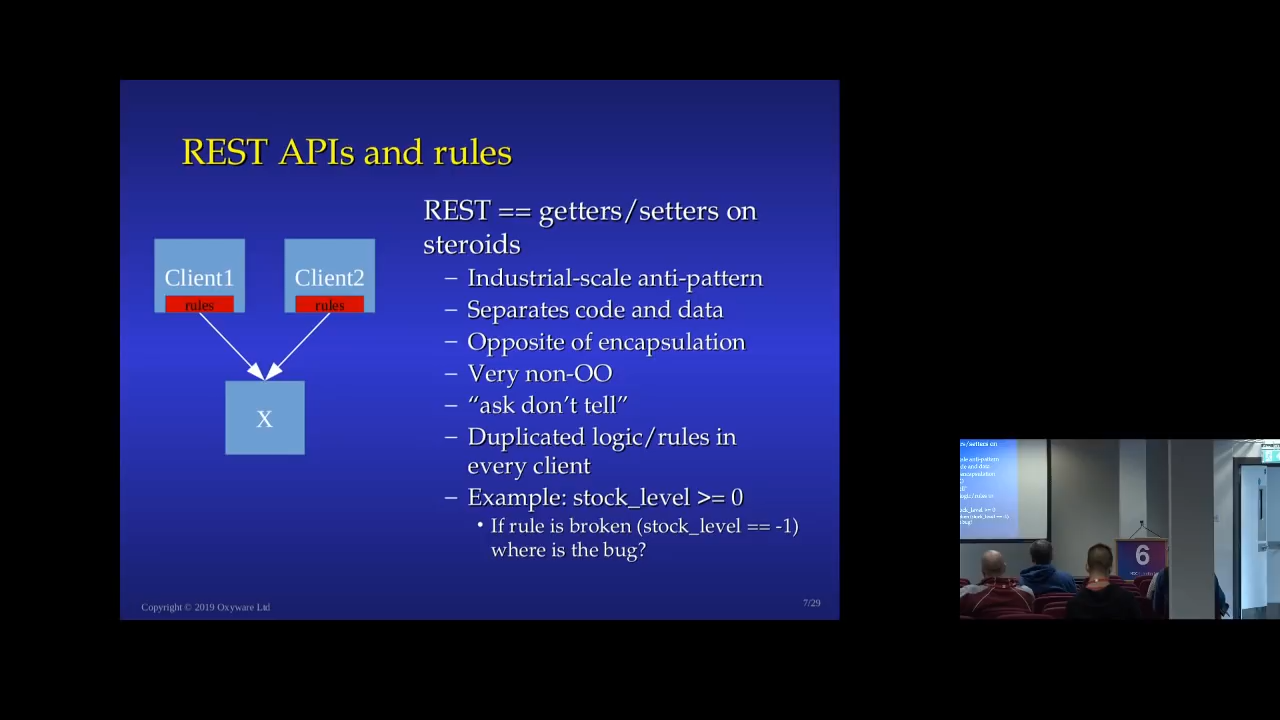 REST APIs and rules
REST == getters/setters on
steroids
– Industrial-scale anti-pattern
– Separates code and data
– Opposite of encapsulation
– Very non-OO
– “ask don’t tell”
– Duplicated logic/rules in
every client
– Example: stock_level >= 0
• If rule is broken (stock_level == -1)
where is the bug?
Client1
rules
Client2
rules
X
Copyright © 2019 Oxyware Ltd
7/29
6